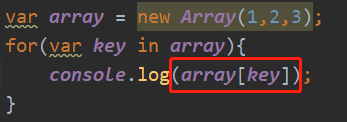 var array = new Array(1,2,3);
for(var key in array){
    console.log(array[key]);
}